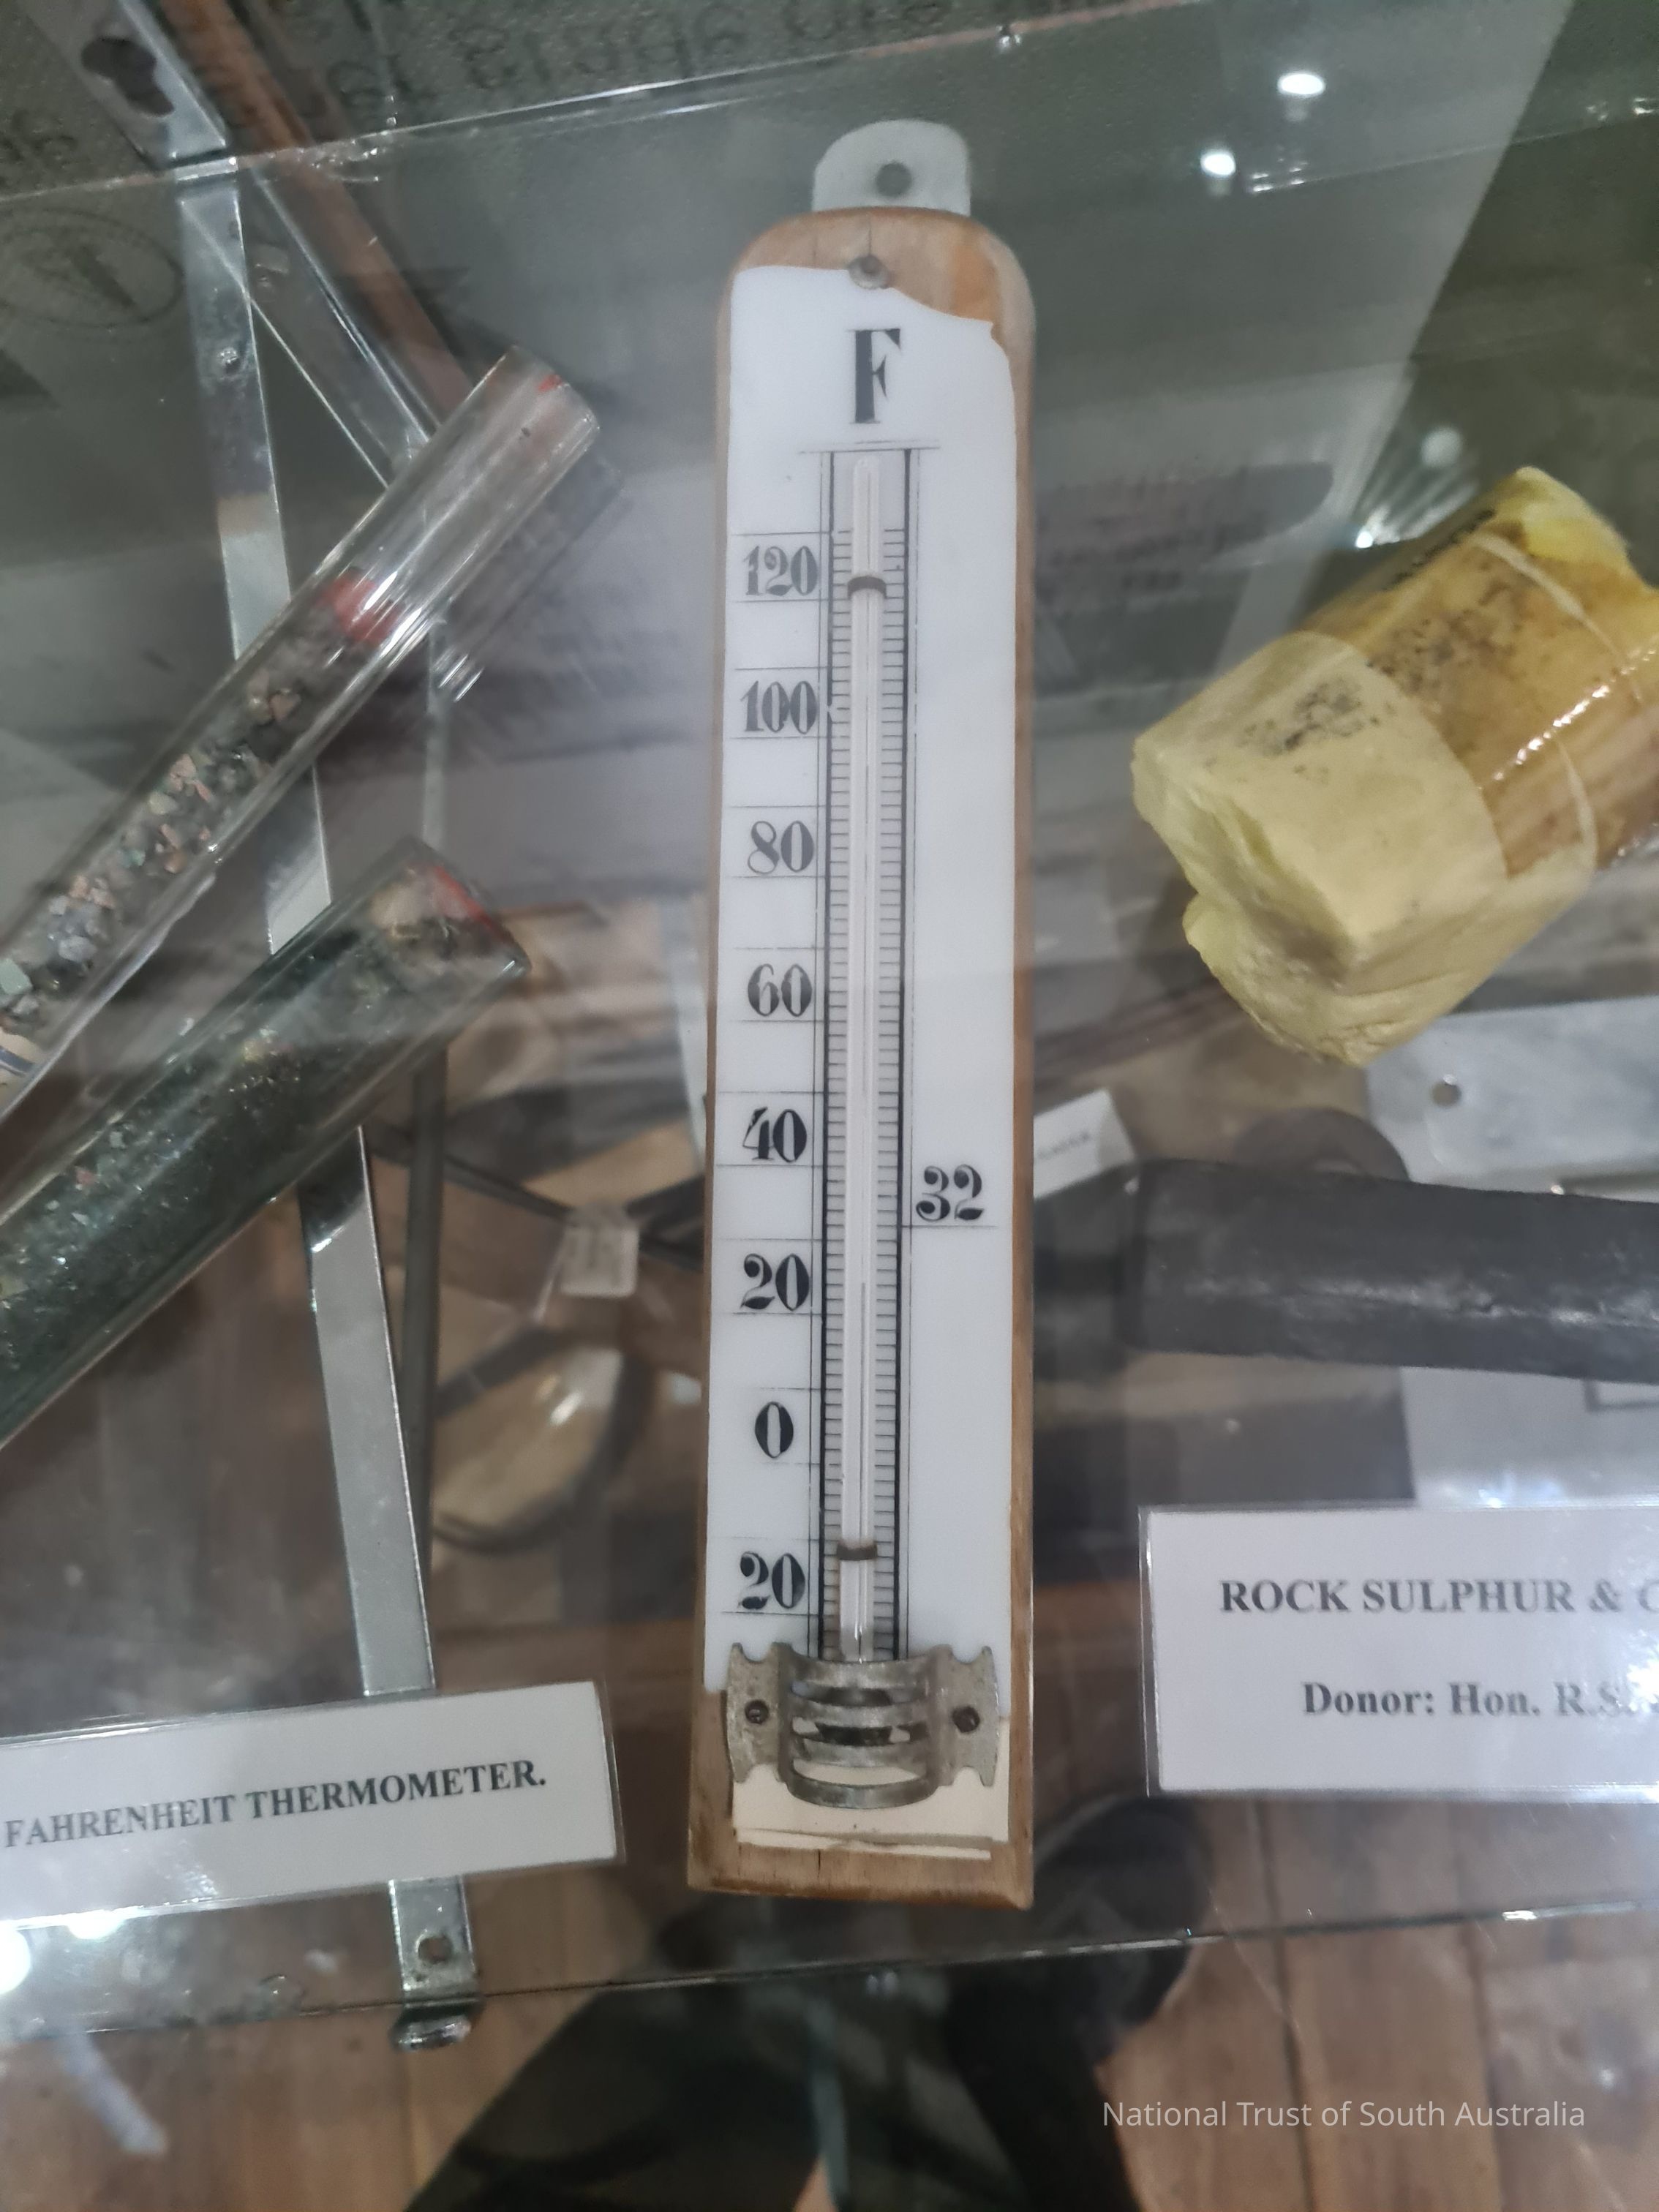 F
120
100
80
60
40
32
20
0
20
FAHRENHEIT THERMOMETER.
ROCK SULPHUR &
Donor: Hon. R.S.
National Trust of South Australia